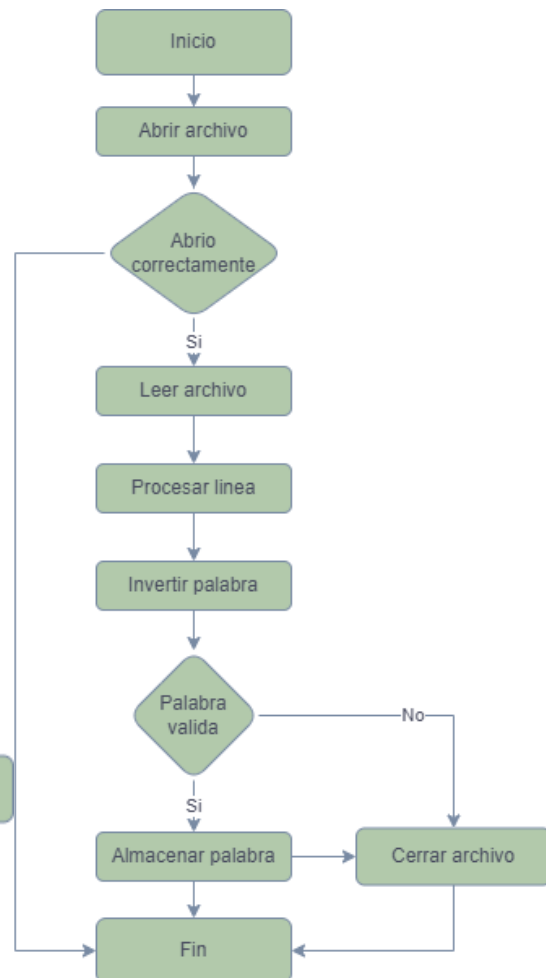 Inicio
Abrir archivo
Abrio
correctamente
Si
Leer archivo
Procesar linea
Invertir palabra
Palabra
valida
No
Si
Almacenar palabra
Cerrar archivo
Fin